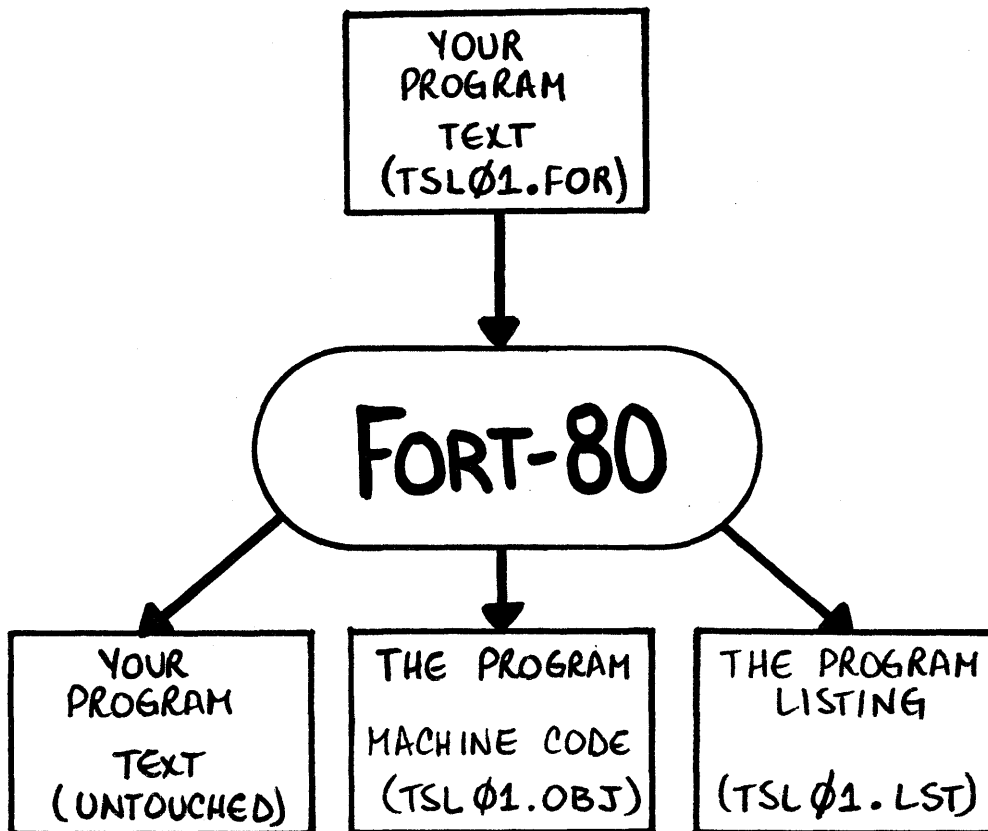 YOUR
PROGRAM
TEXT
(TSLØ1.FOR)
FORT-80
YOUR
PROGRAM
TEXT
(UNTOUCHED)
THE PROGRAM
MACHINE CODE
(TSLØ1.OBJ)
THE PROGRAM
LISTING
(TSLØ1.LST)